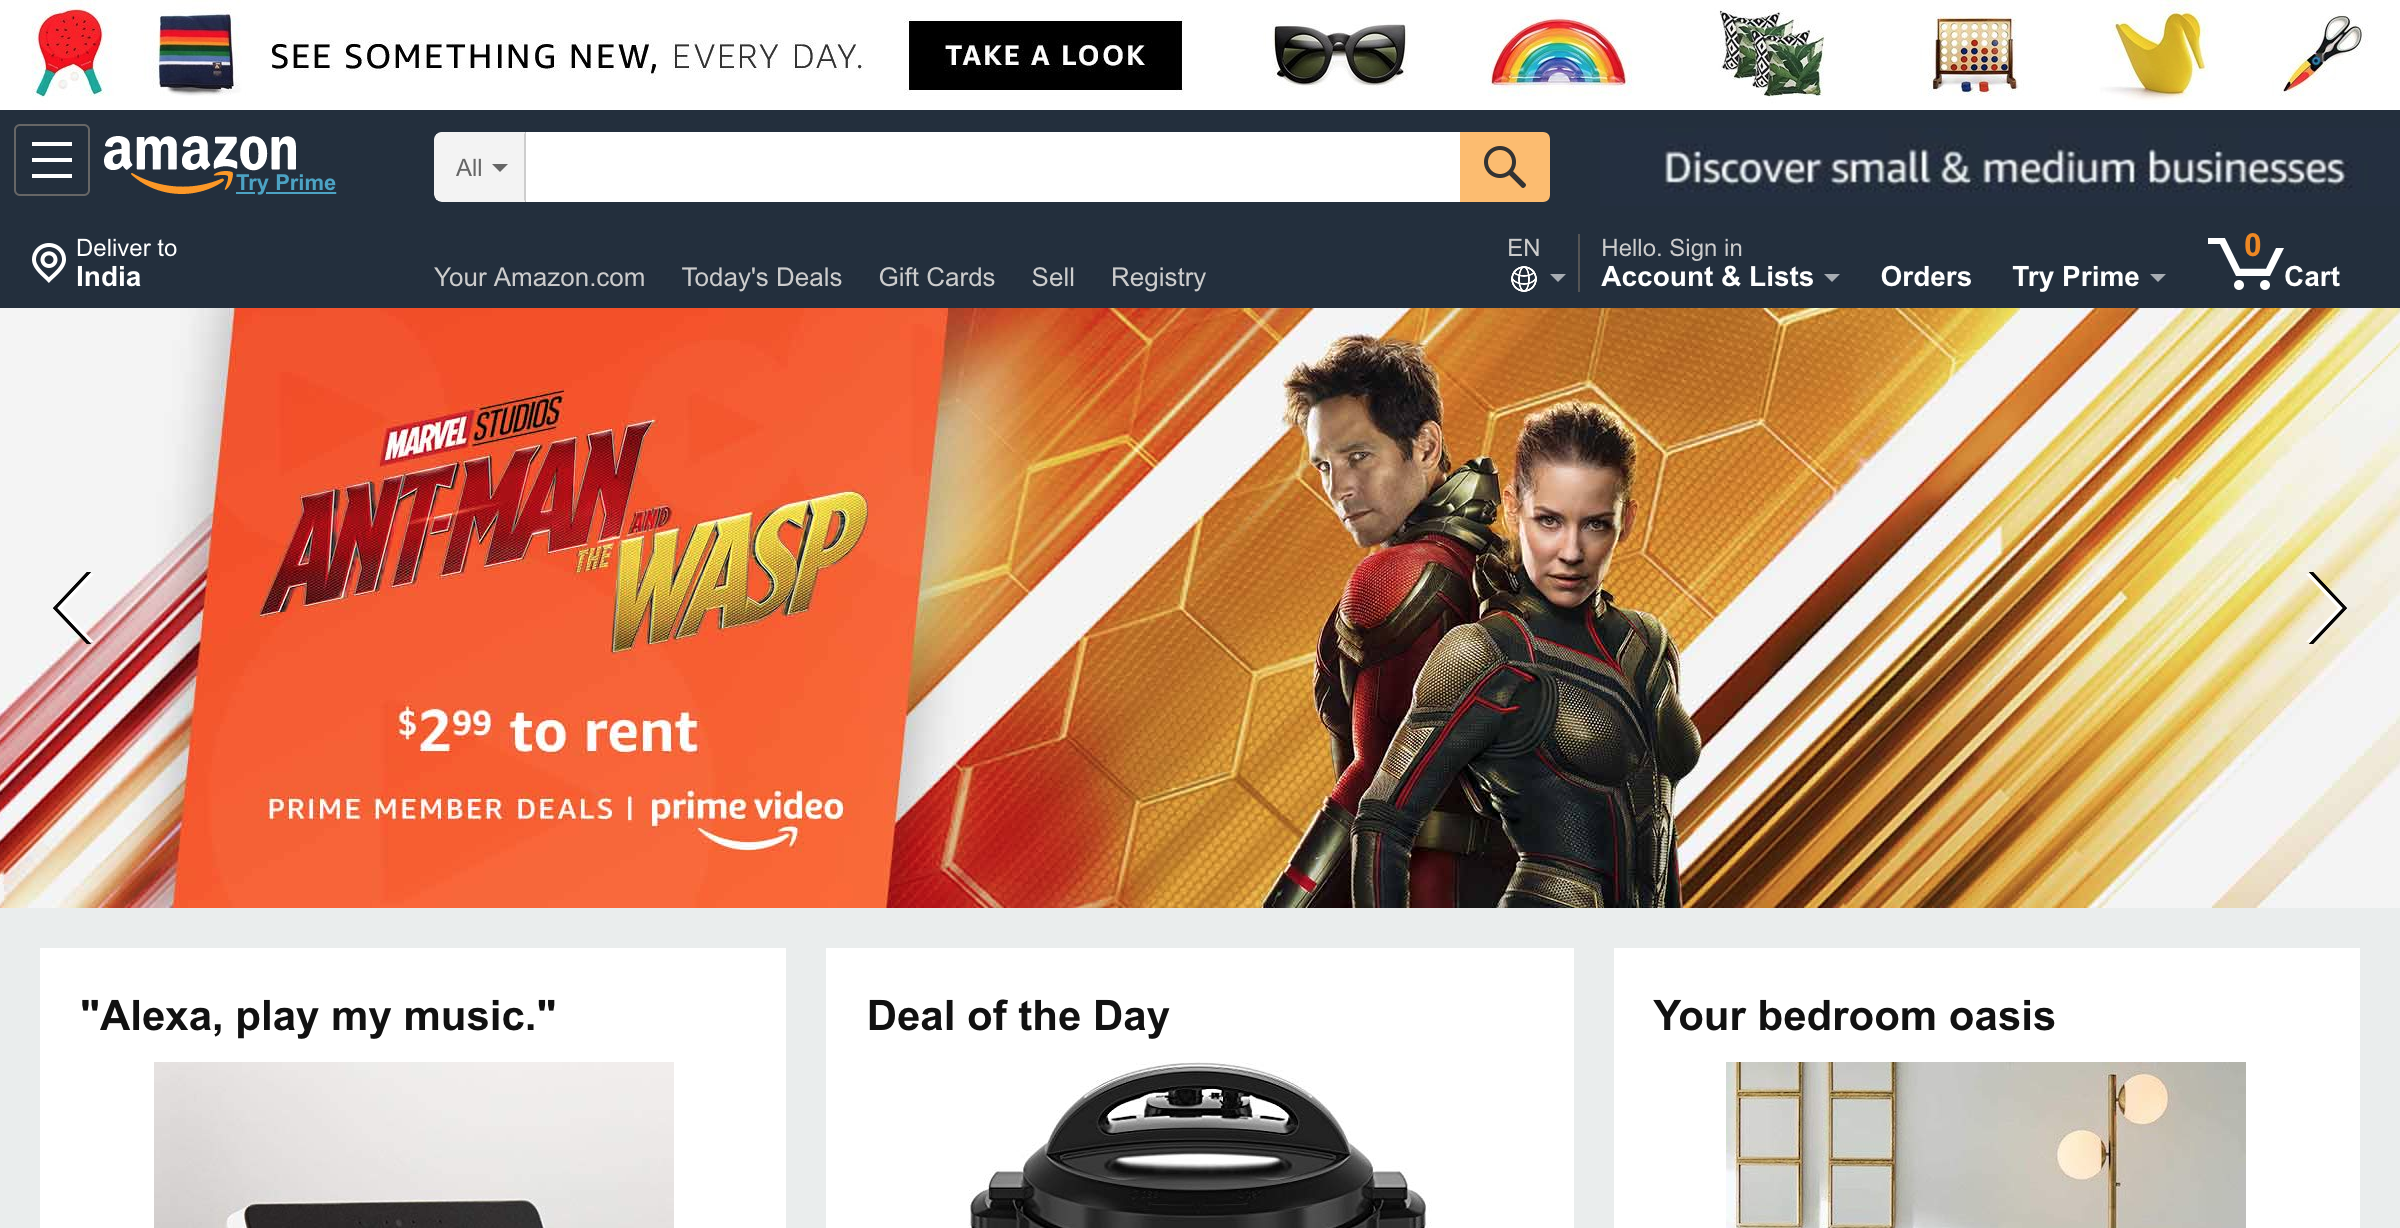 SEE SOMETHING NEW, EVERY DAY.
TAKE A LOOK
amazon
Try Prime
All
Discover small & medium businesses
Deliver to
India
Your Amazon.com Today's Deals Gift Cards Sell Registry
EN
Hello. Sign in
Account & Lists
Orders
Try Prime
0
Cart
MARVEL STUDIOS
ANT-MAN
AND
THE WASP
$2.99 to rent
PRIME MEMBER DEALS | prime video
"Alexa, play my music."
Deal of the Day
Your bedroom oasis